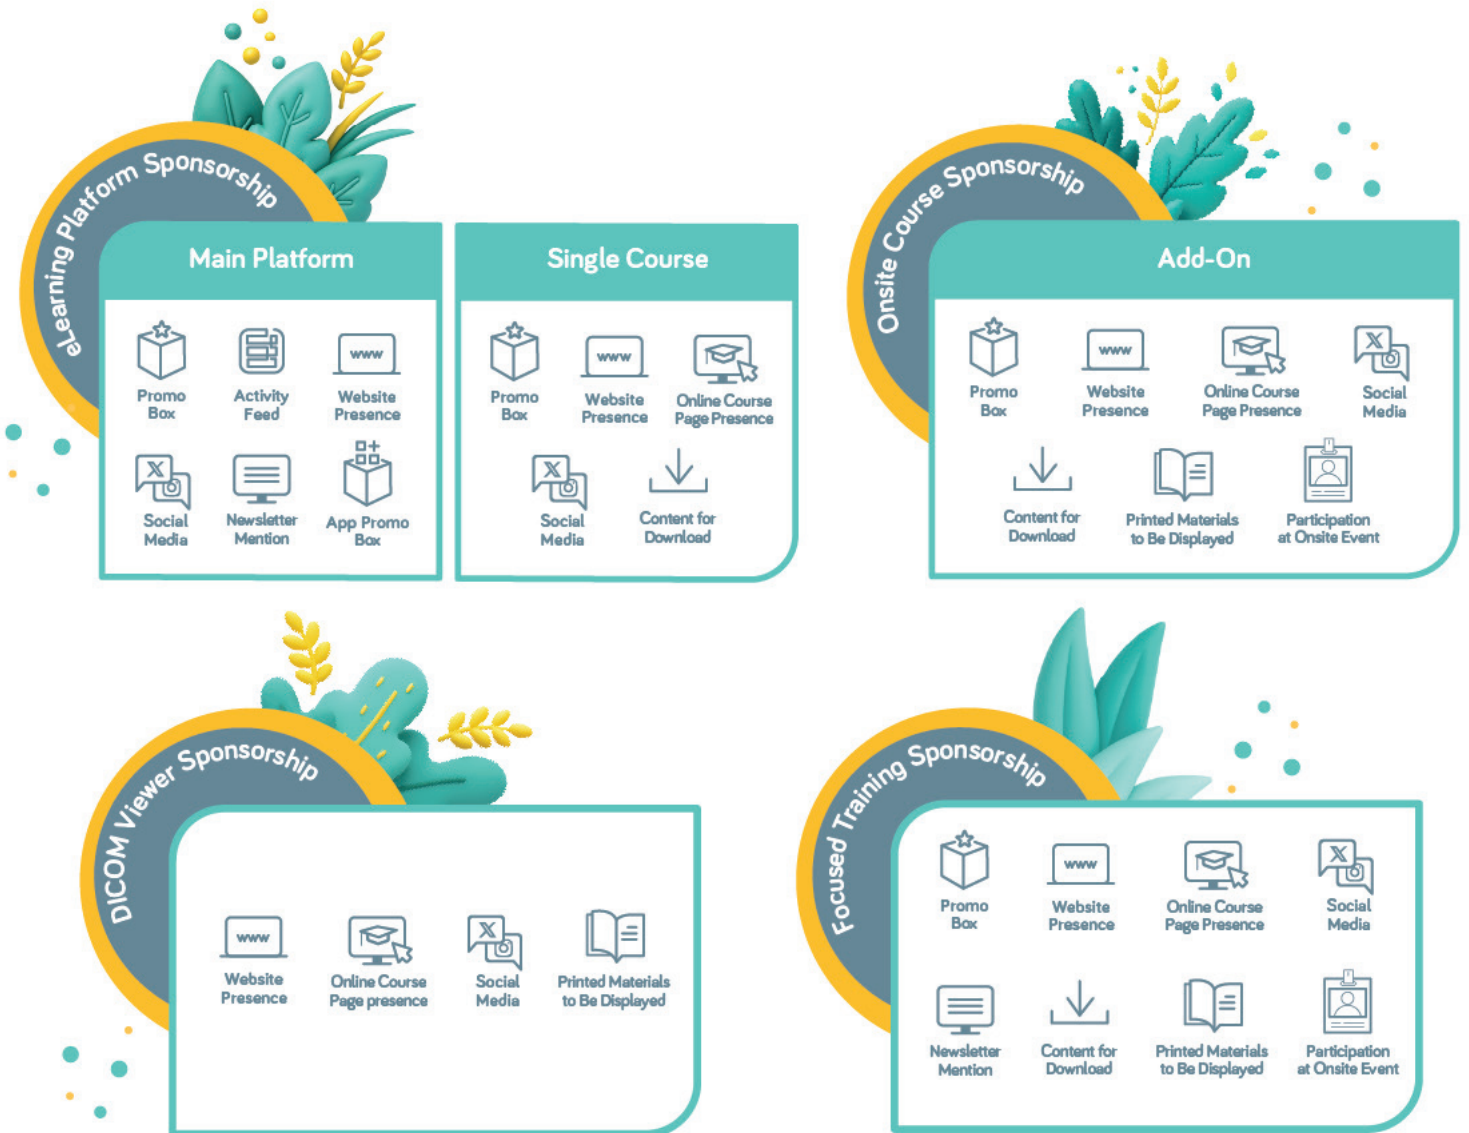 eLearning Platform Sponsorship
Main Platform
Promo
Box
Activity
Feed
www
Website
Presence
X
Social
Media
Newsletter
Mention
App Promo
Box
Single Course
Promo
Box
www
Website
Presence
Online Course
Page Presence
X
Social
Media
Content for
Download
Onsite Course Sponsorship
Add-On
Promo
Box
www
Website
Presence
Online Course
Page Presence
X
Social
Media
Content for
Download
Printed Materials
to Be Displayed
Participation
at Onsite Event
DICOM Viewer Sponsorship
www
Website
Presence
Online Course
Page presence
X
Social
Media
Printed Materials
to Be Displayed
Focused Training Sponsorship
Promo
Box
www
Website
Presence
Online Course
Page Presence
X
Social
Media
Newsletter
Mention
Content for
Download
Printed Materials
to Be Displayed
Participation
at Onsite Event